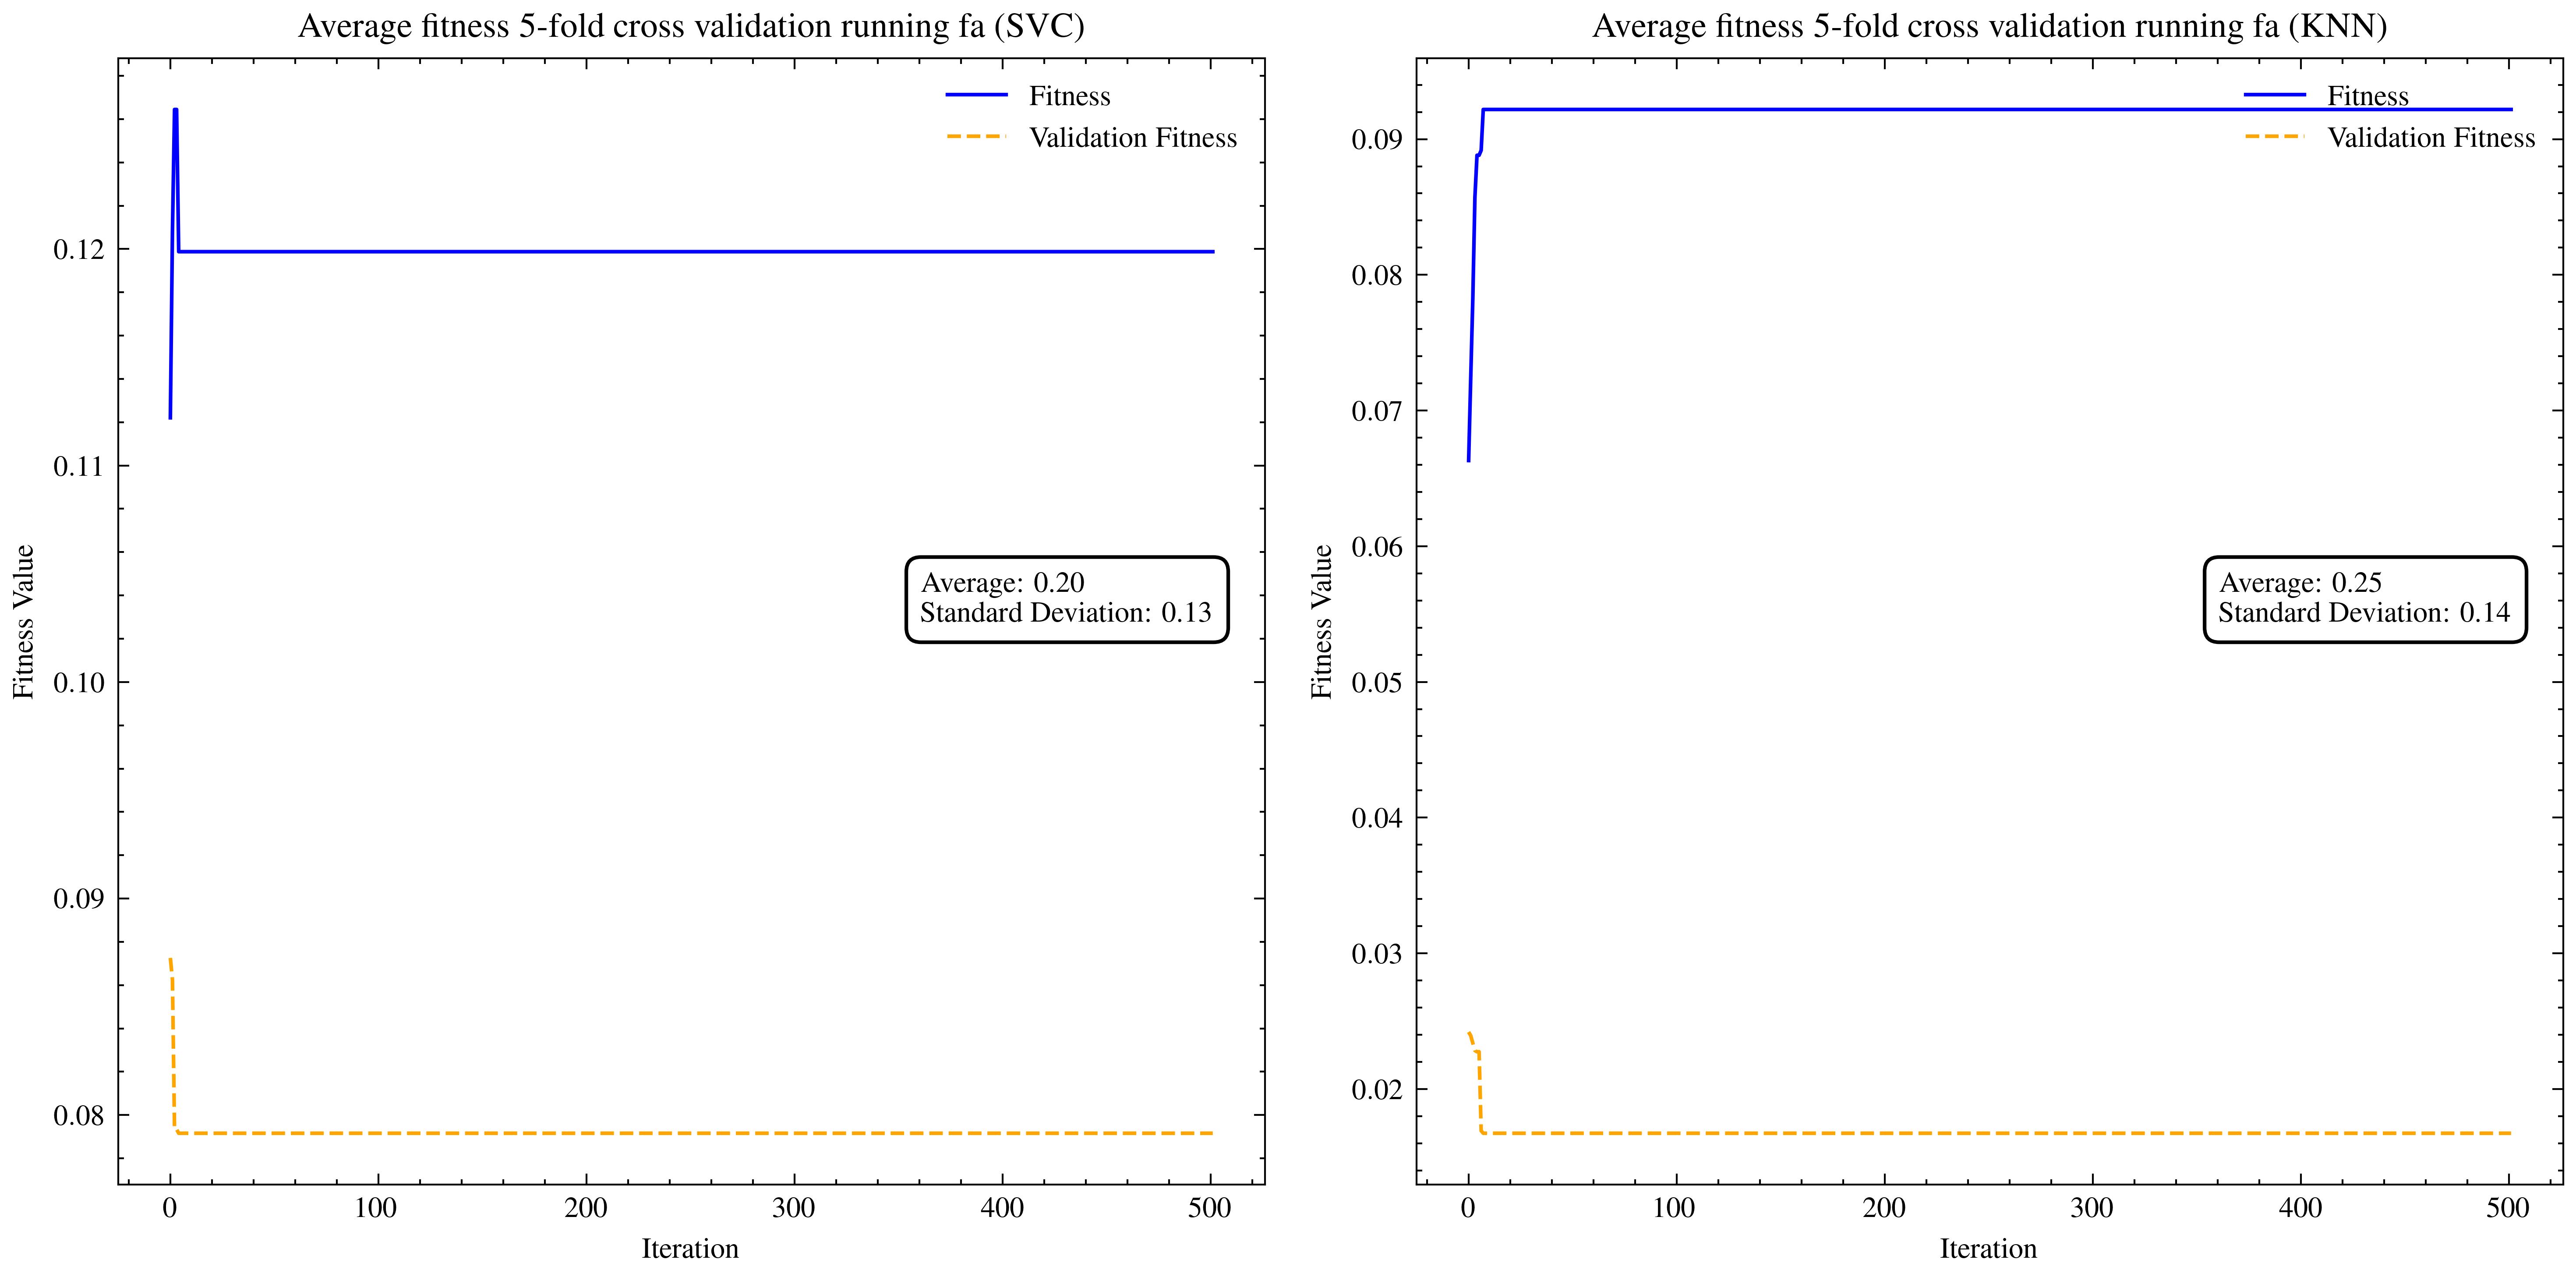 Average fitness 5-fold cross validation running fa (SVC)
Fitness
Validation Fitness
0.12
0.11
0.10
0.09
0.08
Fitness Value
Average: 0.20
Standard Deviation: 0.13
0
100
200
300
400
500
Iteration
Average fitness 5-fold cross validation running fa (KNN)
Fitness
Validation Fitness
0.09
0.08
0.07
0.06
0.05
0.04
0.03
0.02
Fitness Value
Average: 0.25
Standard Deviation: 0.14
0
100
200
300
400
500
Iteration